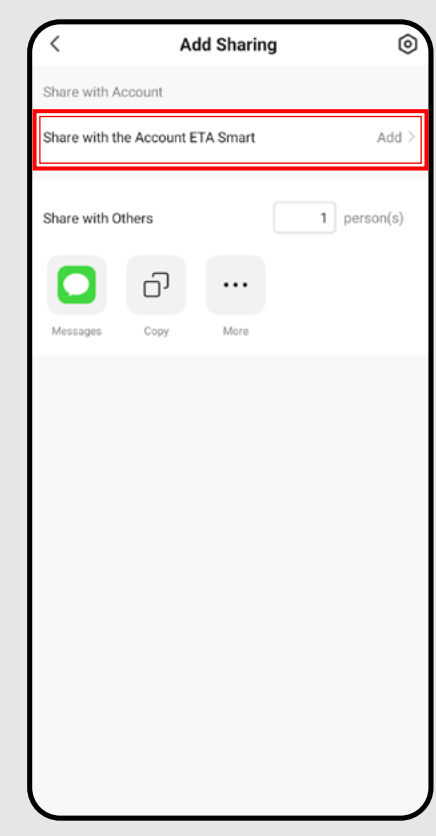 Add Sharing
Share with Account
Share with the Account ETA Smart Add
Share with Others 1 person(s)
Messages Copy More